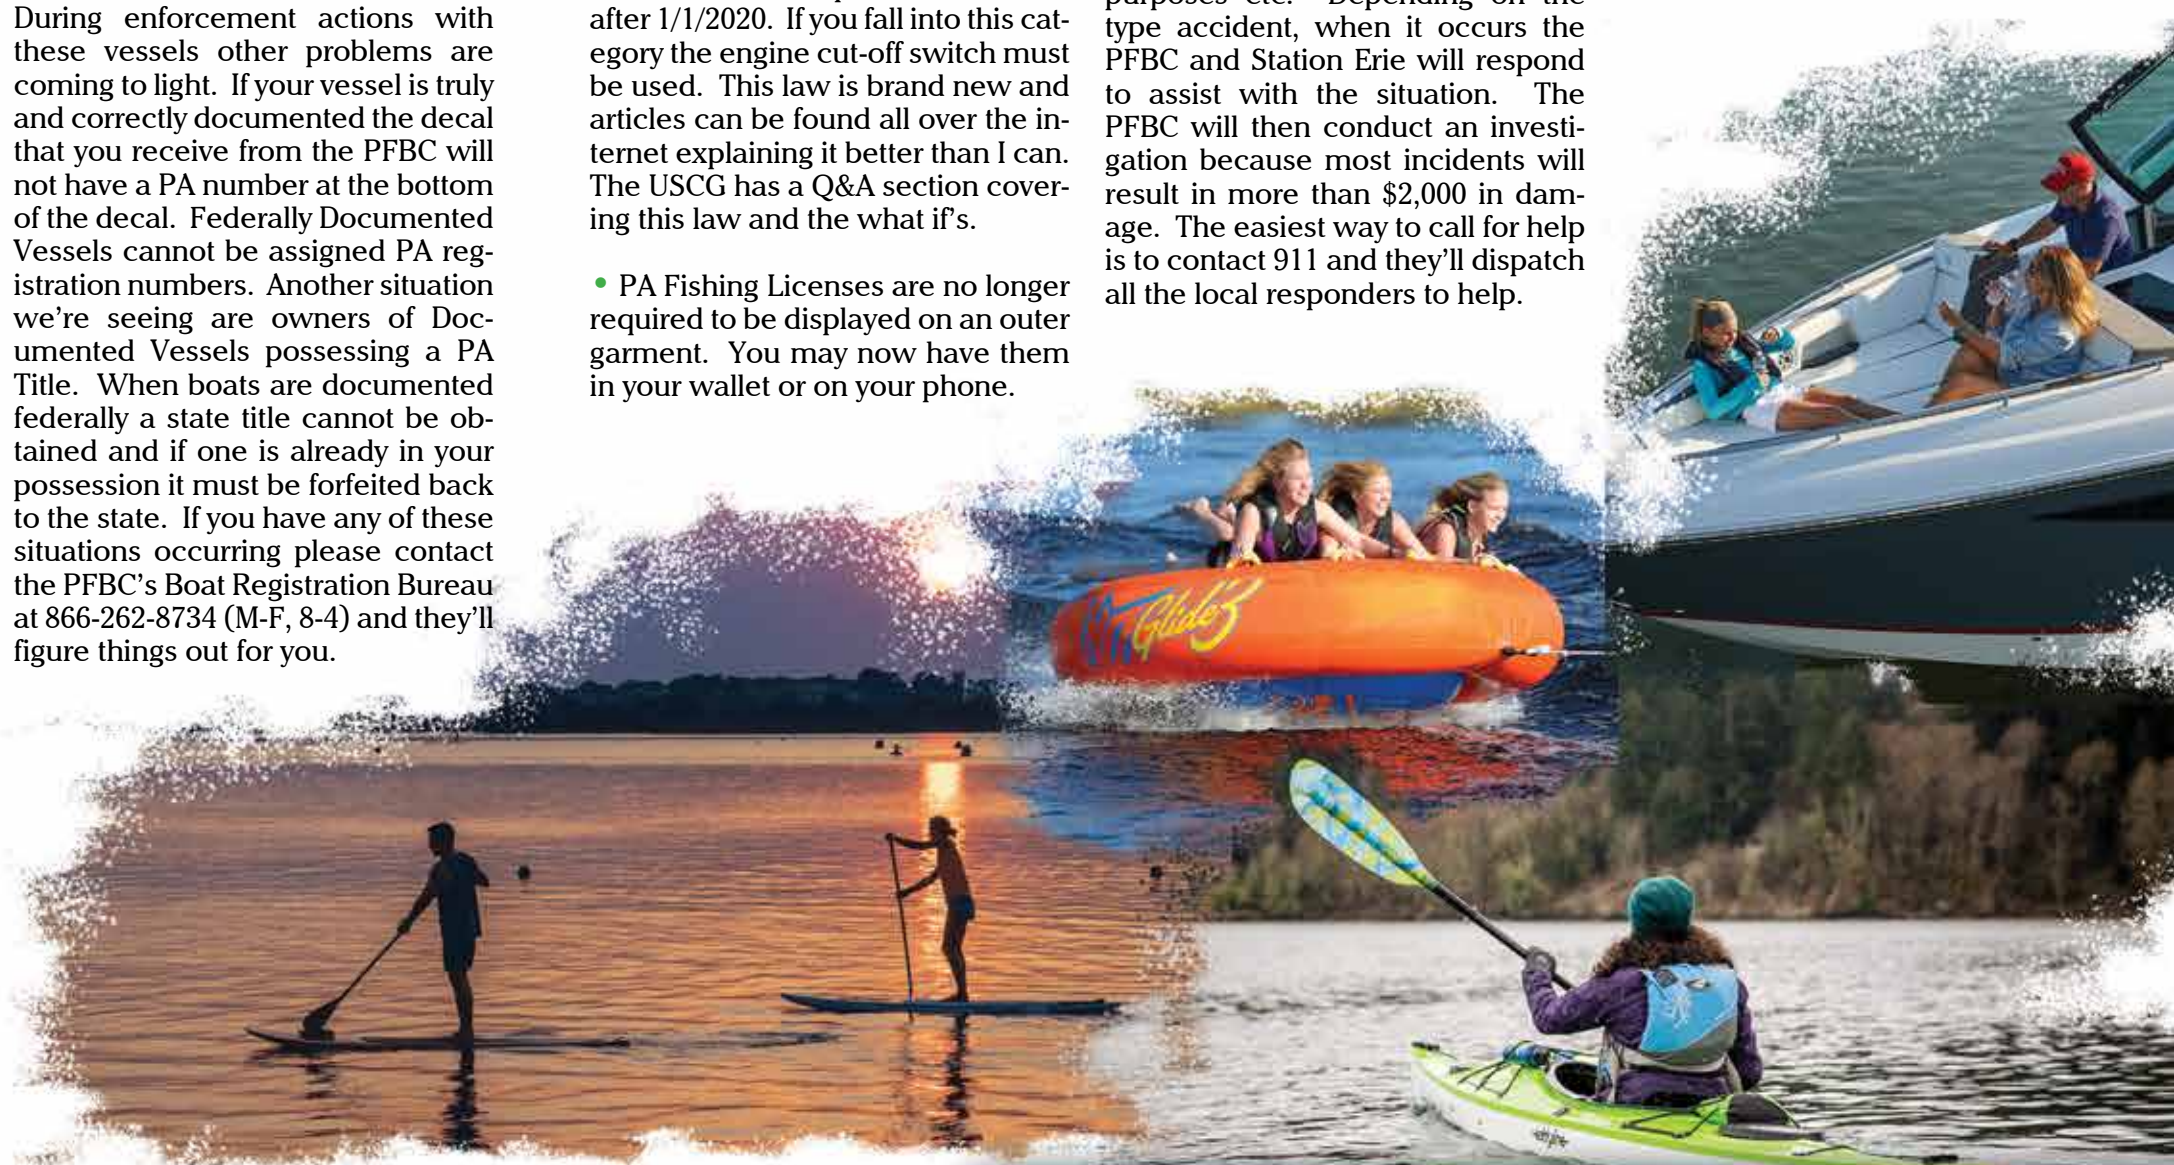 During enforcement actions with
these vessels other problems are
coming to light. If your vessel is truly
and correctly documented the decal
that you receive from the PFBC will
not have a PA number at the bottom
of the decal. Federally Documented
Vessels cannot be assigned PA reg-
istration numbers. Another situation
we're seeing are owners of Doc-
umented Vessels possessing a PA
Title. When boats are documented
federally a state title cannot be ob-
tained and if one is already in your
possession it must be forfeited back
to the state. If you have any of these
situations occurring please contact
the PFBC's Boat Registration Bureau
at 866-262-8734 (M-F, 8-4) and they'll
figure things out for you.
after 1/1/2020. If you fall into this cat-
egory the engine cut-off switch must
be used. This law is brand new and
articles can be found all over the in-
ternet explaining it better than I can.
The USCG has a Q&A section cover-
ing this law and the what if's.
• PA Fishing Licenses are no longer
required to be displayed on an outer
garment. You may now have them
in your wallet or on your phone.
purposes etc. Depending on the
type accident, when it occurs the
PFBC and Station Erie will respond
to assist with the situation. The
PFBC will then conduct an investi-
gation because most incidents will
result in more than $2,000 in dam-
age. The easiest way to call for help
is to contact 911 and they'll dispatch
all the local responders to help.
Glide3